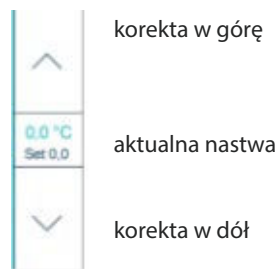 korekta w górę
0,0 °C
Set 0,0
aktualna nastwa
korekta w dół